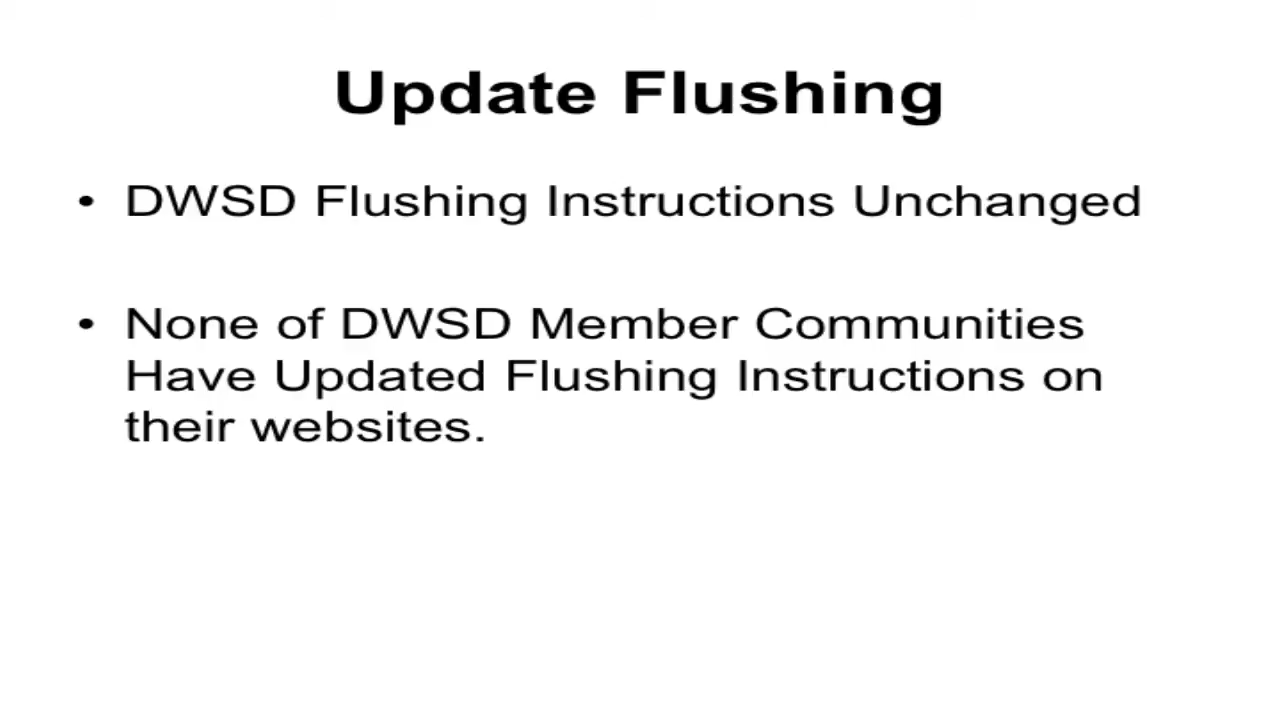 Update Flushing
• DWSD Flushing Instructions Unchanged
• None of DWSD Member Communities
Have Updated Flushing Instructions on
their websites.